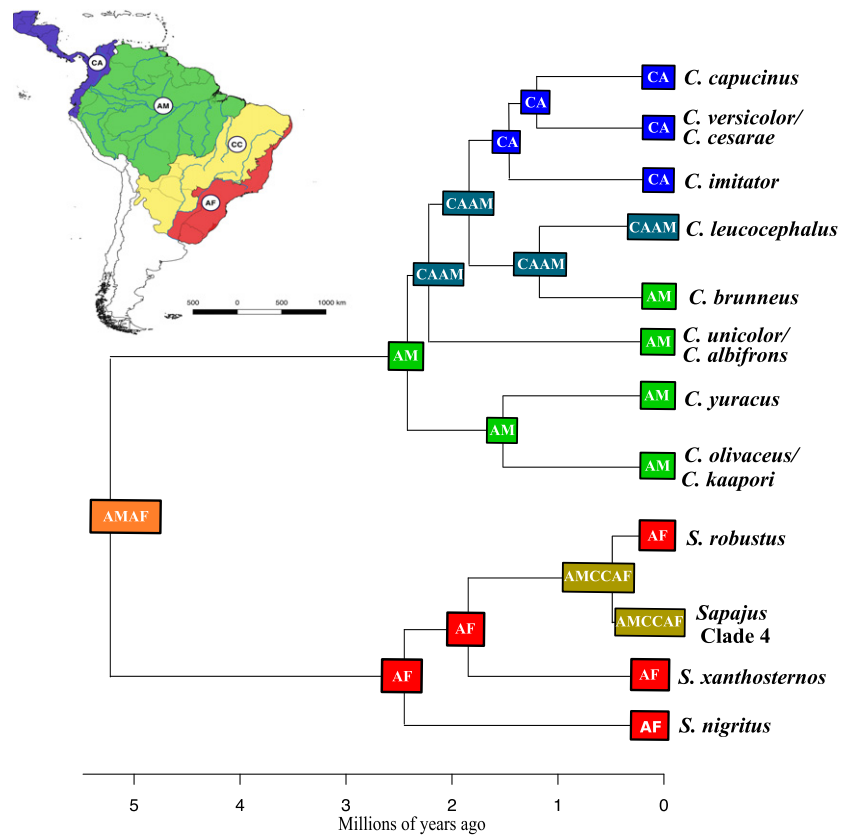 CA
AM
CC
AF
500 0 500 1000 km
CA C. capucinus
CA
CA C. versicolor/
C. cesarae
CA
CA C. imitator
CAAM
CAAM C. leucocephalus
CAAM
CAAM
AM C. brunneus
AM C. unicolor/
C. albifrons
AM
AM C. yuracus
AM
AM C. olivaceus/
C. kaapori
AMAF
AF S. robustus
AMCCAF
AMCCAF Sapajus
Clade 4
AF
AF
AF S. xanthosternos
AF S. nigritus
5 4 3 2 1 0
Millions of years ago